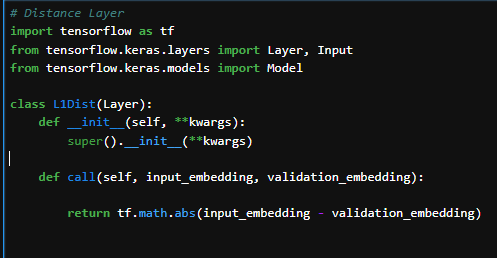 # Distance Layer
import tensorflow as tf
from tensorflow.keras.layers import Layer, Input
from tensorflow.keras.models import Model
class L1Dist(Layer):
    def __init__(self, **kwargs):
        super().__init__(**kwargs)
    def call(self, input_embedding, validation_embedding):
        return tf.math.abs(input_embedding - validation_embedding)